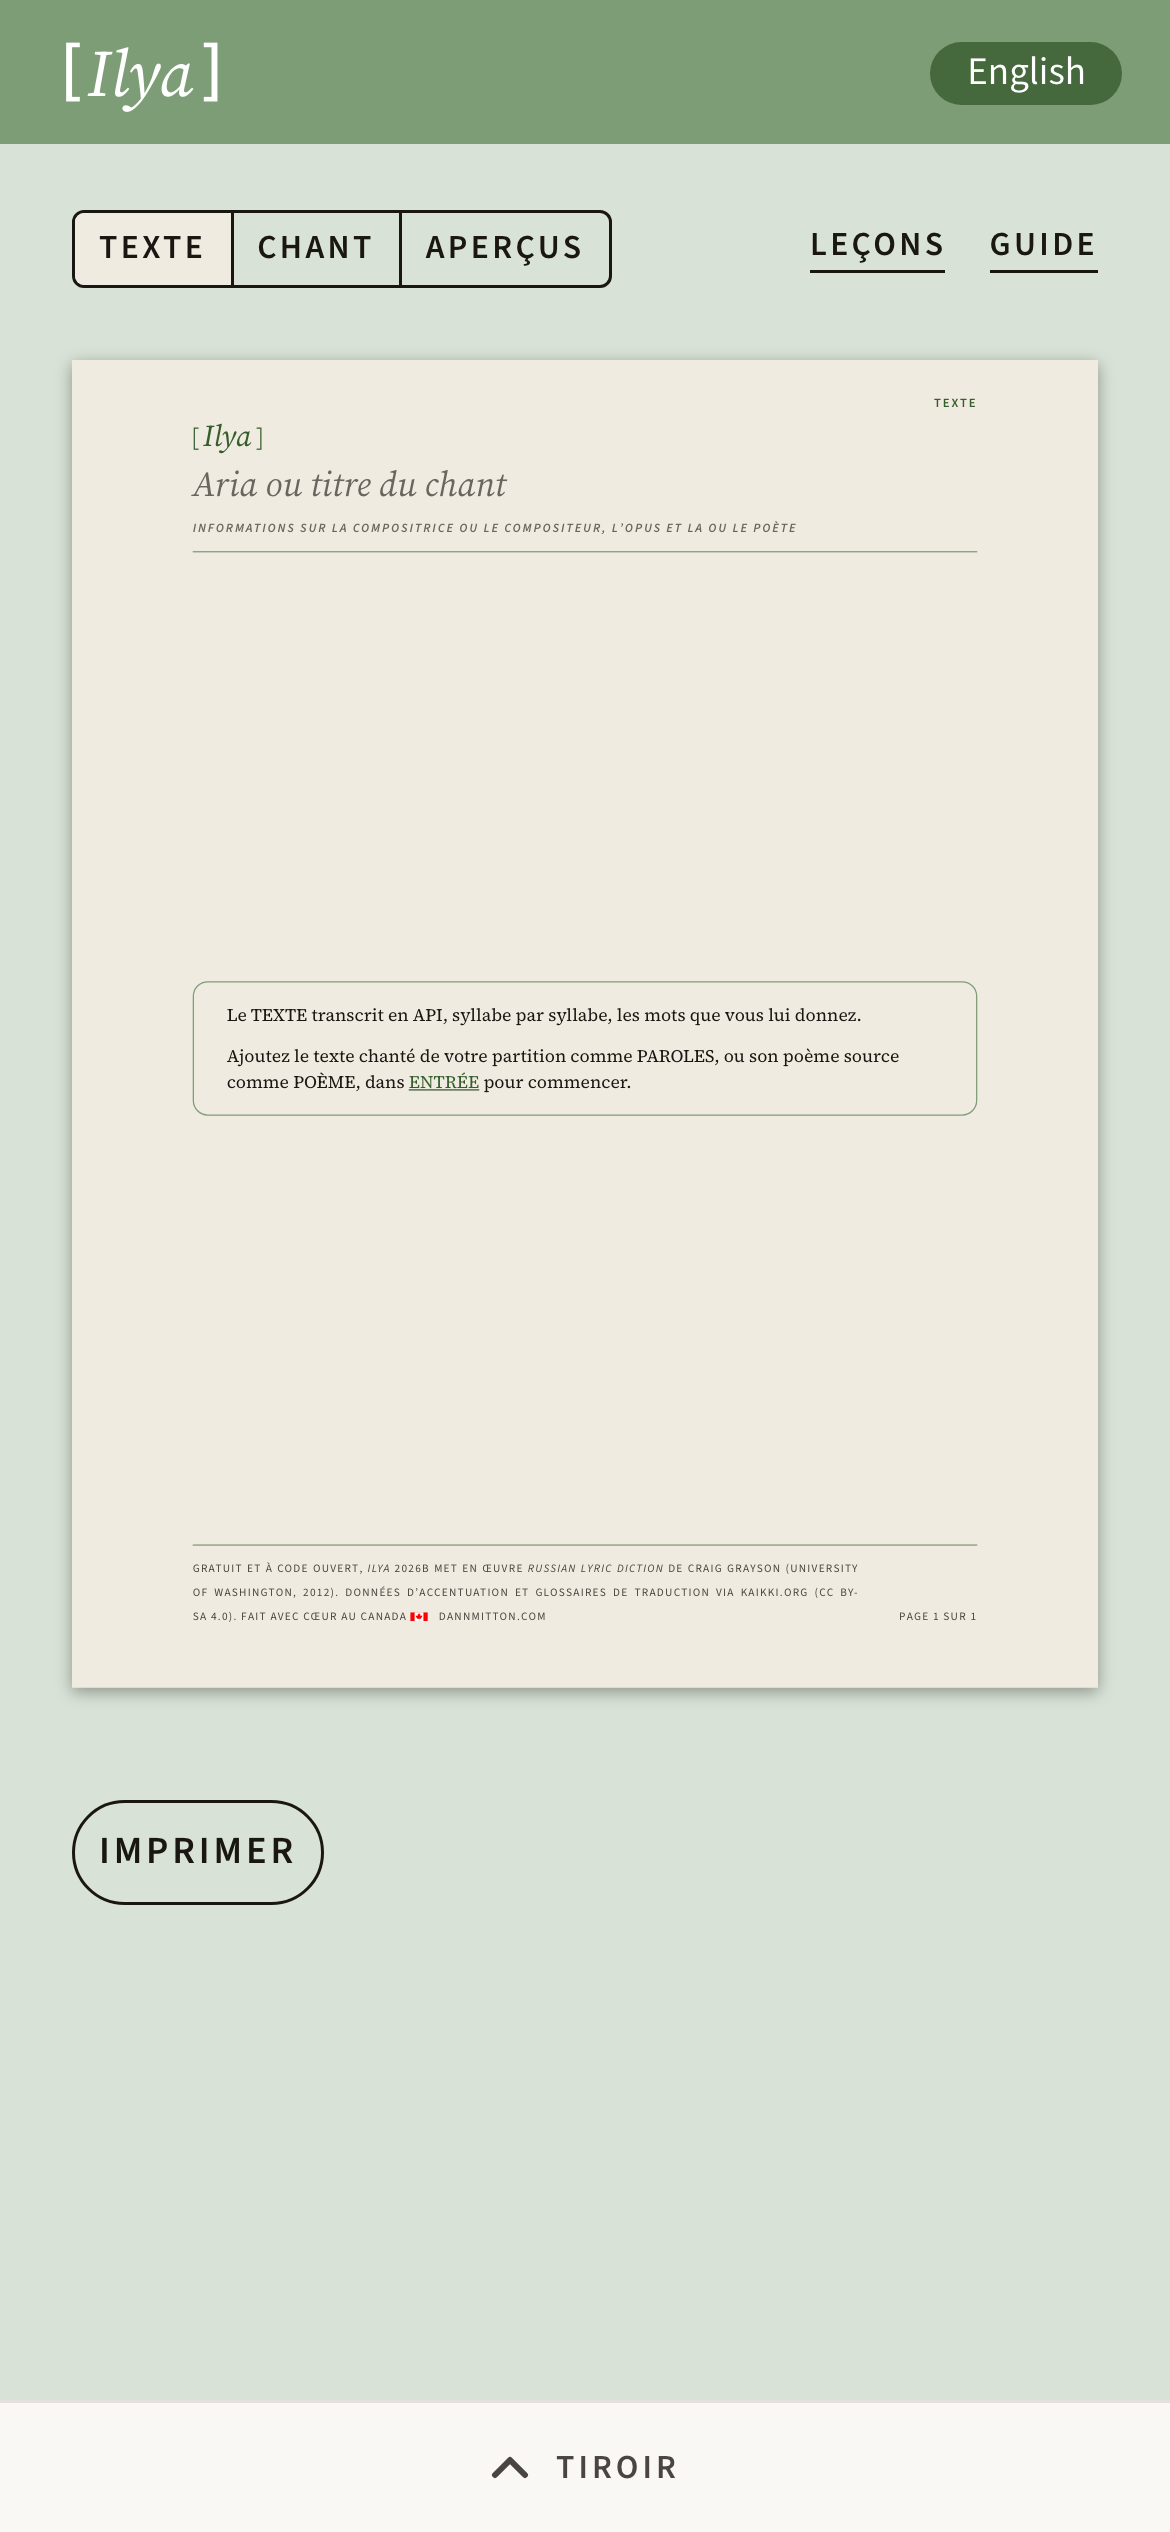 [Ilya]
English
TEXTE
CHANT
APERÇUS
LEÇONS
GUIDE
TEXTE
[Ilya]
Aria ou titre du chant
INFORMATIONS SUR LA COMPOSITRICE OU LE COMPOSITEUR, L’OPUS ET LA OU LE POÈTE
Le TEXTE transcrit en API, syllabe par syllabe, les mots que vous lui donnez.
Ajoutez le texte chanté de votre partition comme PAROLES, ou son poème source
comme POÈME, dans ENTRÉE pour commencer.
GRATUIT ET À CODE OUVERT, ILYA 2026B MET EN ŒUVRE RUSSIAN LYRIC DICTION DE CRAIG GRAYSON (UNIVERSITY
OF WASHINGTON, 2012). DONNÉES D’ACCENTUATION ET GLOSSAIRES DE TRADUCTION VIA KAIKKI.ORG (CC BY-
SA 4.0). FAIT AVEC CŒUR AU CANADA 🇨🇦 DANNMITTON.COM
PAGE 1 SUR 1
IMPRIMER
TIROIR